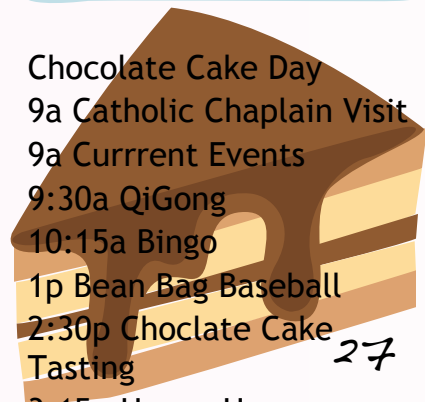 Chocolate Cake Day
9a Catholic Chaplain Visit
9a Currrent Events
9:30a QiGong
10:15a Bingo
1p Bean Bag Baseball
2:30p Choclate Cake
Tasting
27